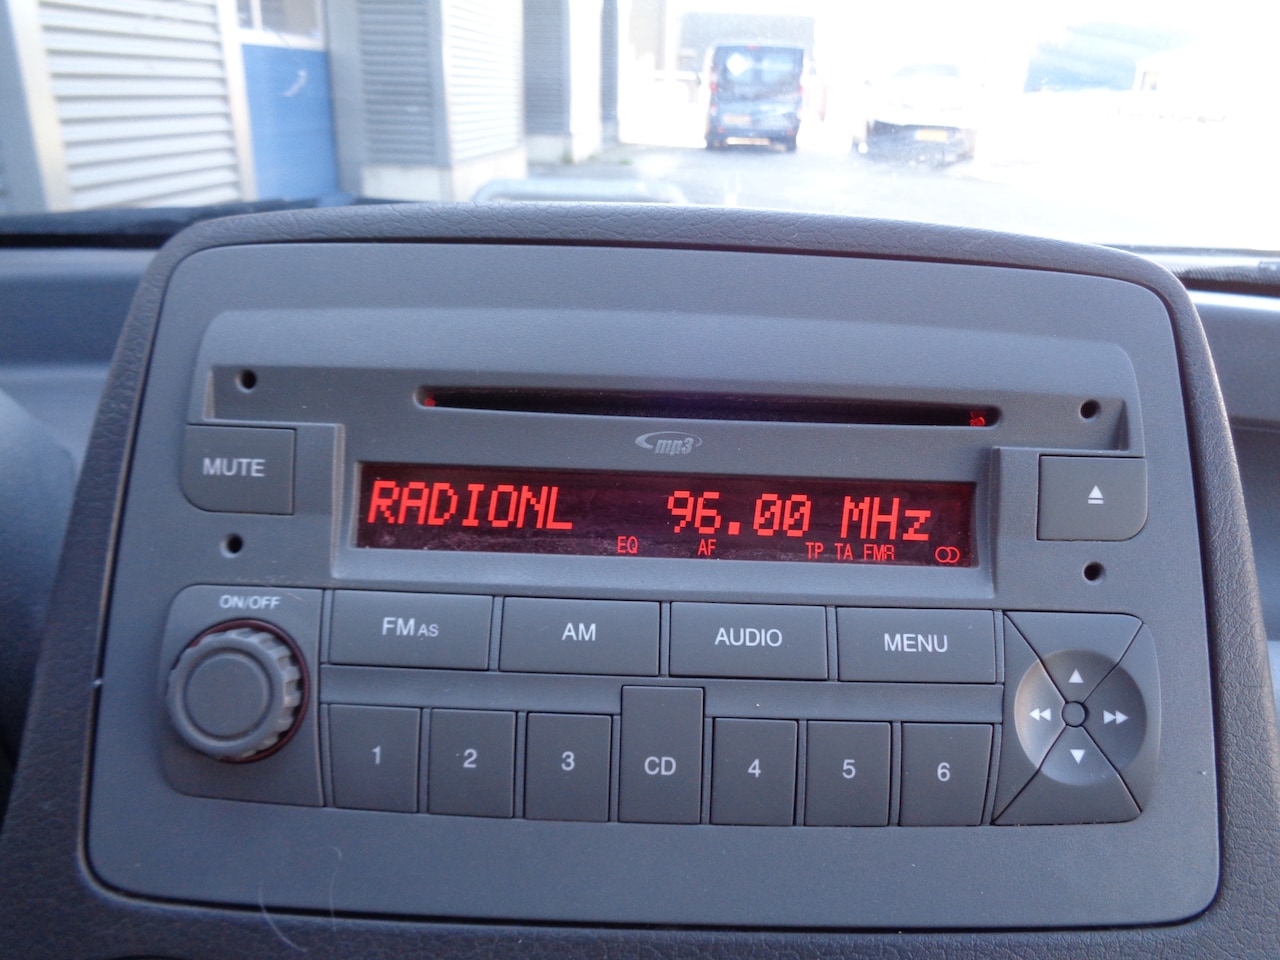 mp3
MUTE
RADIONL 96.00 MHz
EQ AF TP TA FMA
ON/OFF
FM AS AM AUDIO MENU
1 2 3 CD 4 5 6